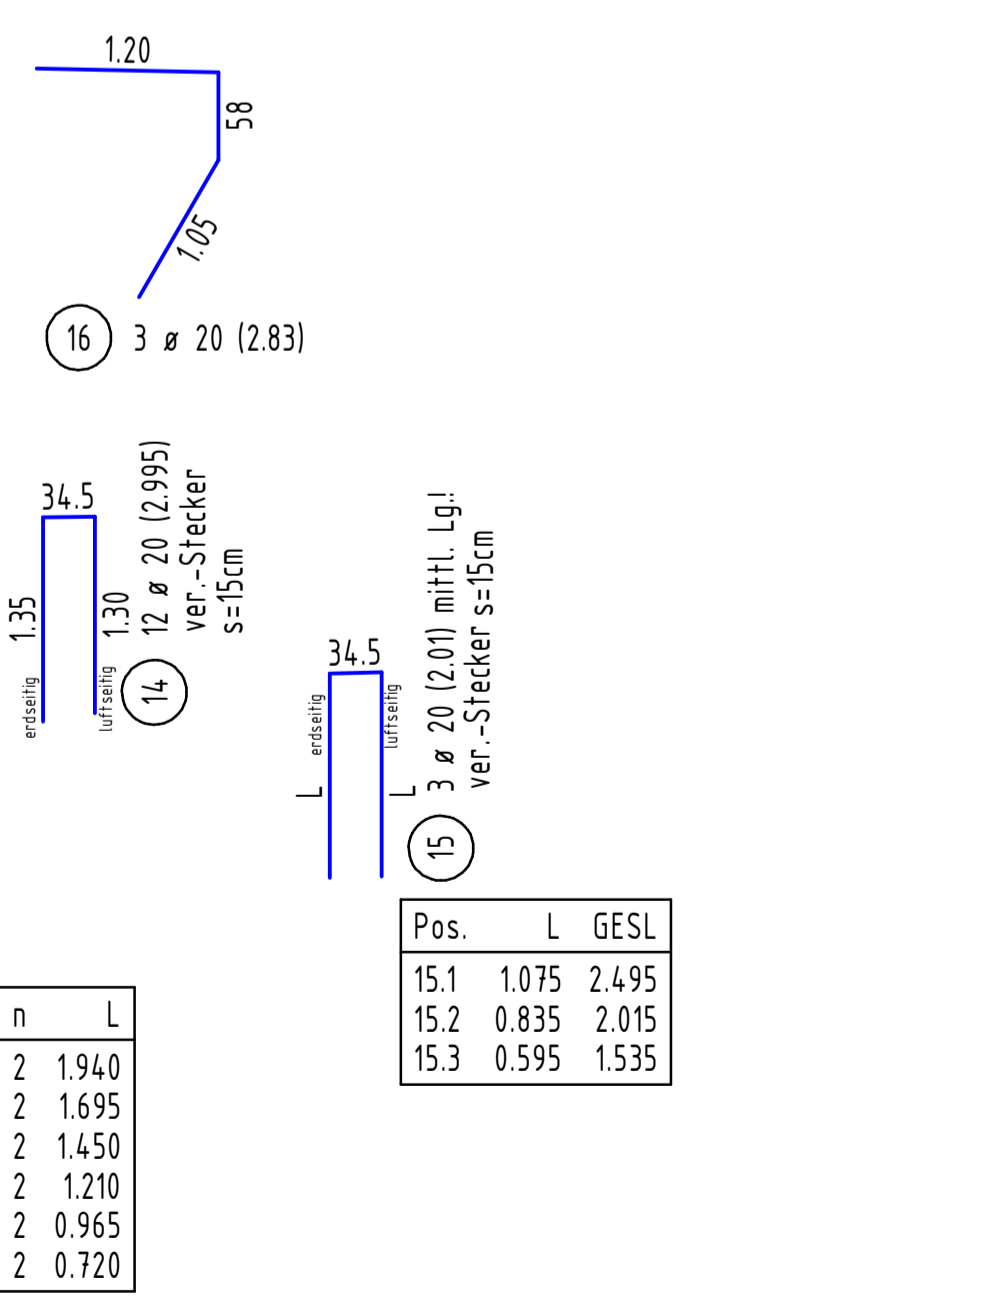 1.20
58
1.05
16 3 ø 20 (2.83)
34.5
1.35
erdseitig
1.30
luftseitig
14 12 ø 20 (2.995)
ver.-Stecker
s=15cm
34.5
erdseitig
luftseitig
L
L
15 3 ø 20 (2.01) mittl. Lg.!
ver.-Stecker s=15cm
Pos. L GESL
15.1 1.075 2.495
15.2 0.835 2.015
15.3 0.595 1.535
n L
2 1.940
2 1.695
2 1.450
2 1.210
2 0.965
2 0.720